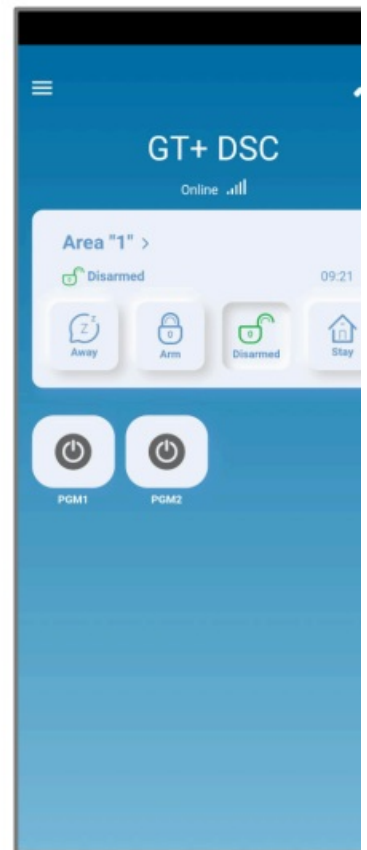 GT+ DSC
Online
Area "1" >
Disarmed 09:21
Z z
Away Arm Disarmed Stay
PGM1 PGM2